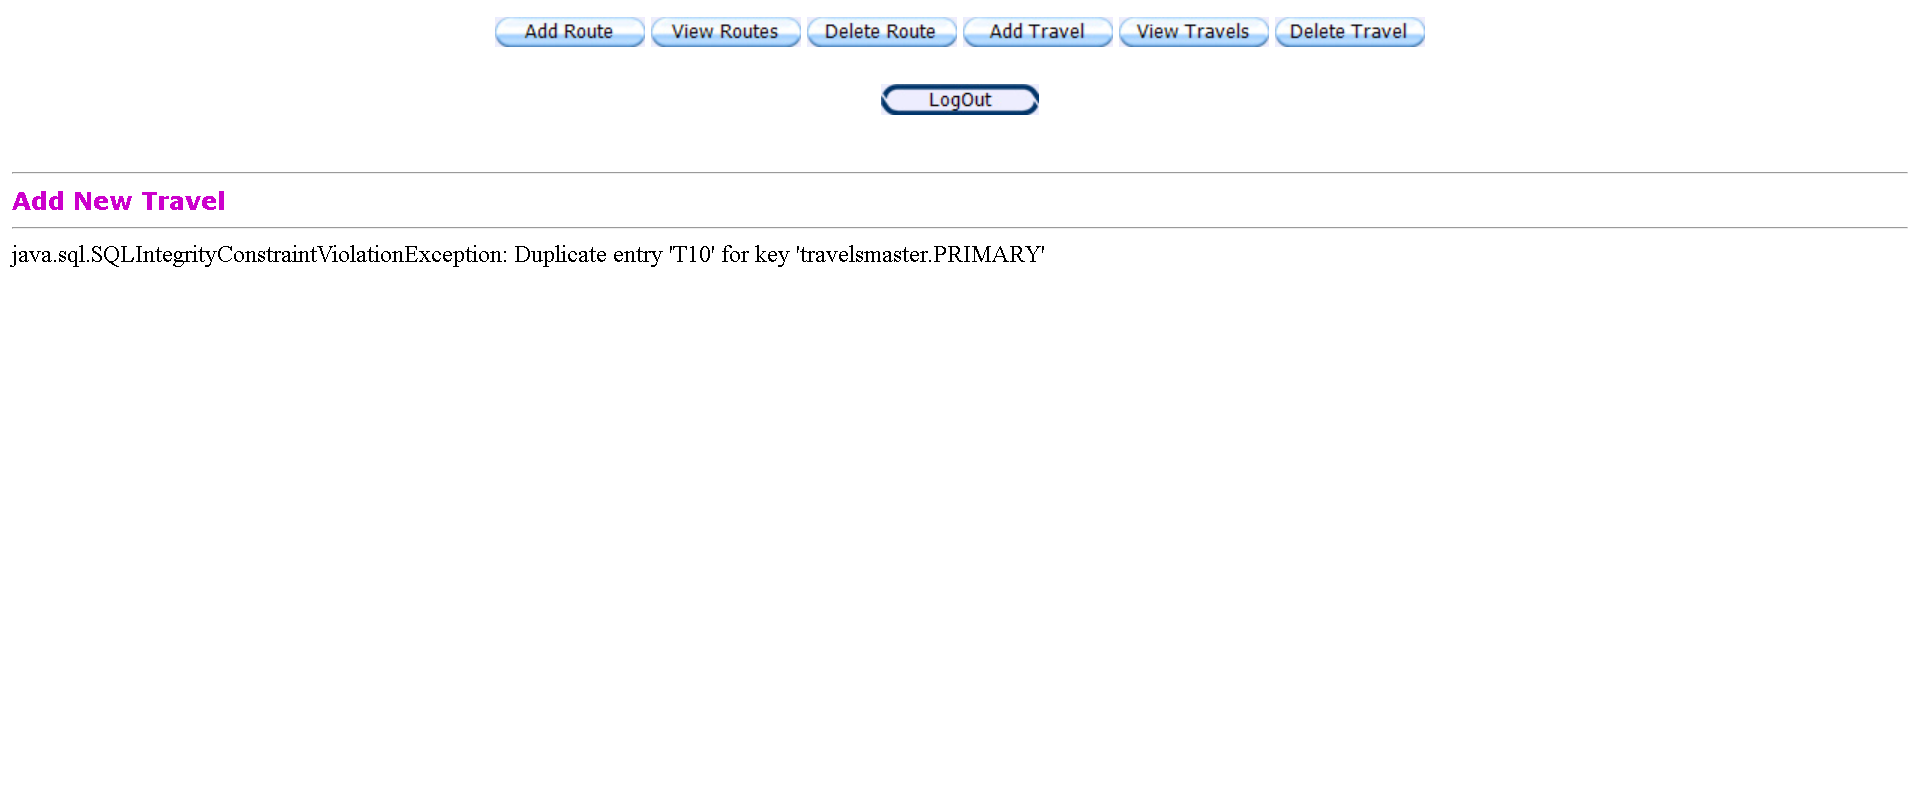 Add Route View Routes Delete Route Add Travel View Travels Delete Travel
LogOut
Add New Travel
java.sql.SQLIntegrityConstraintViolationException: Duplicate entry 'T10' for key 'travelsmaster.PRIMARY'